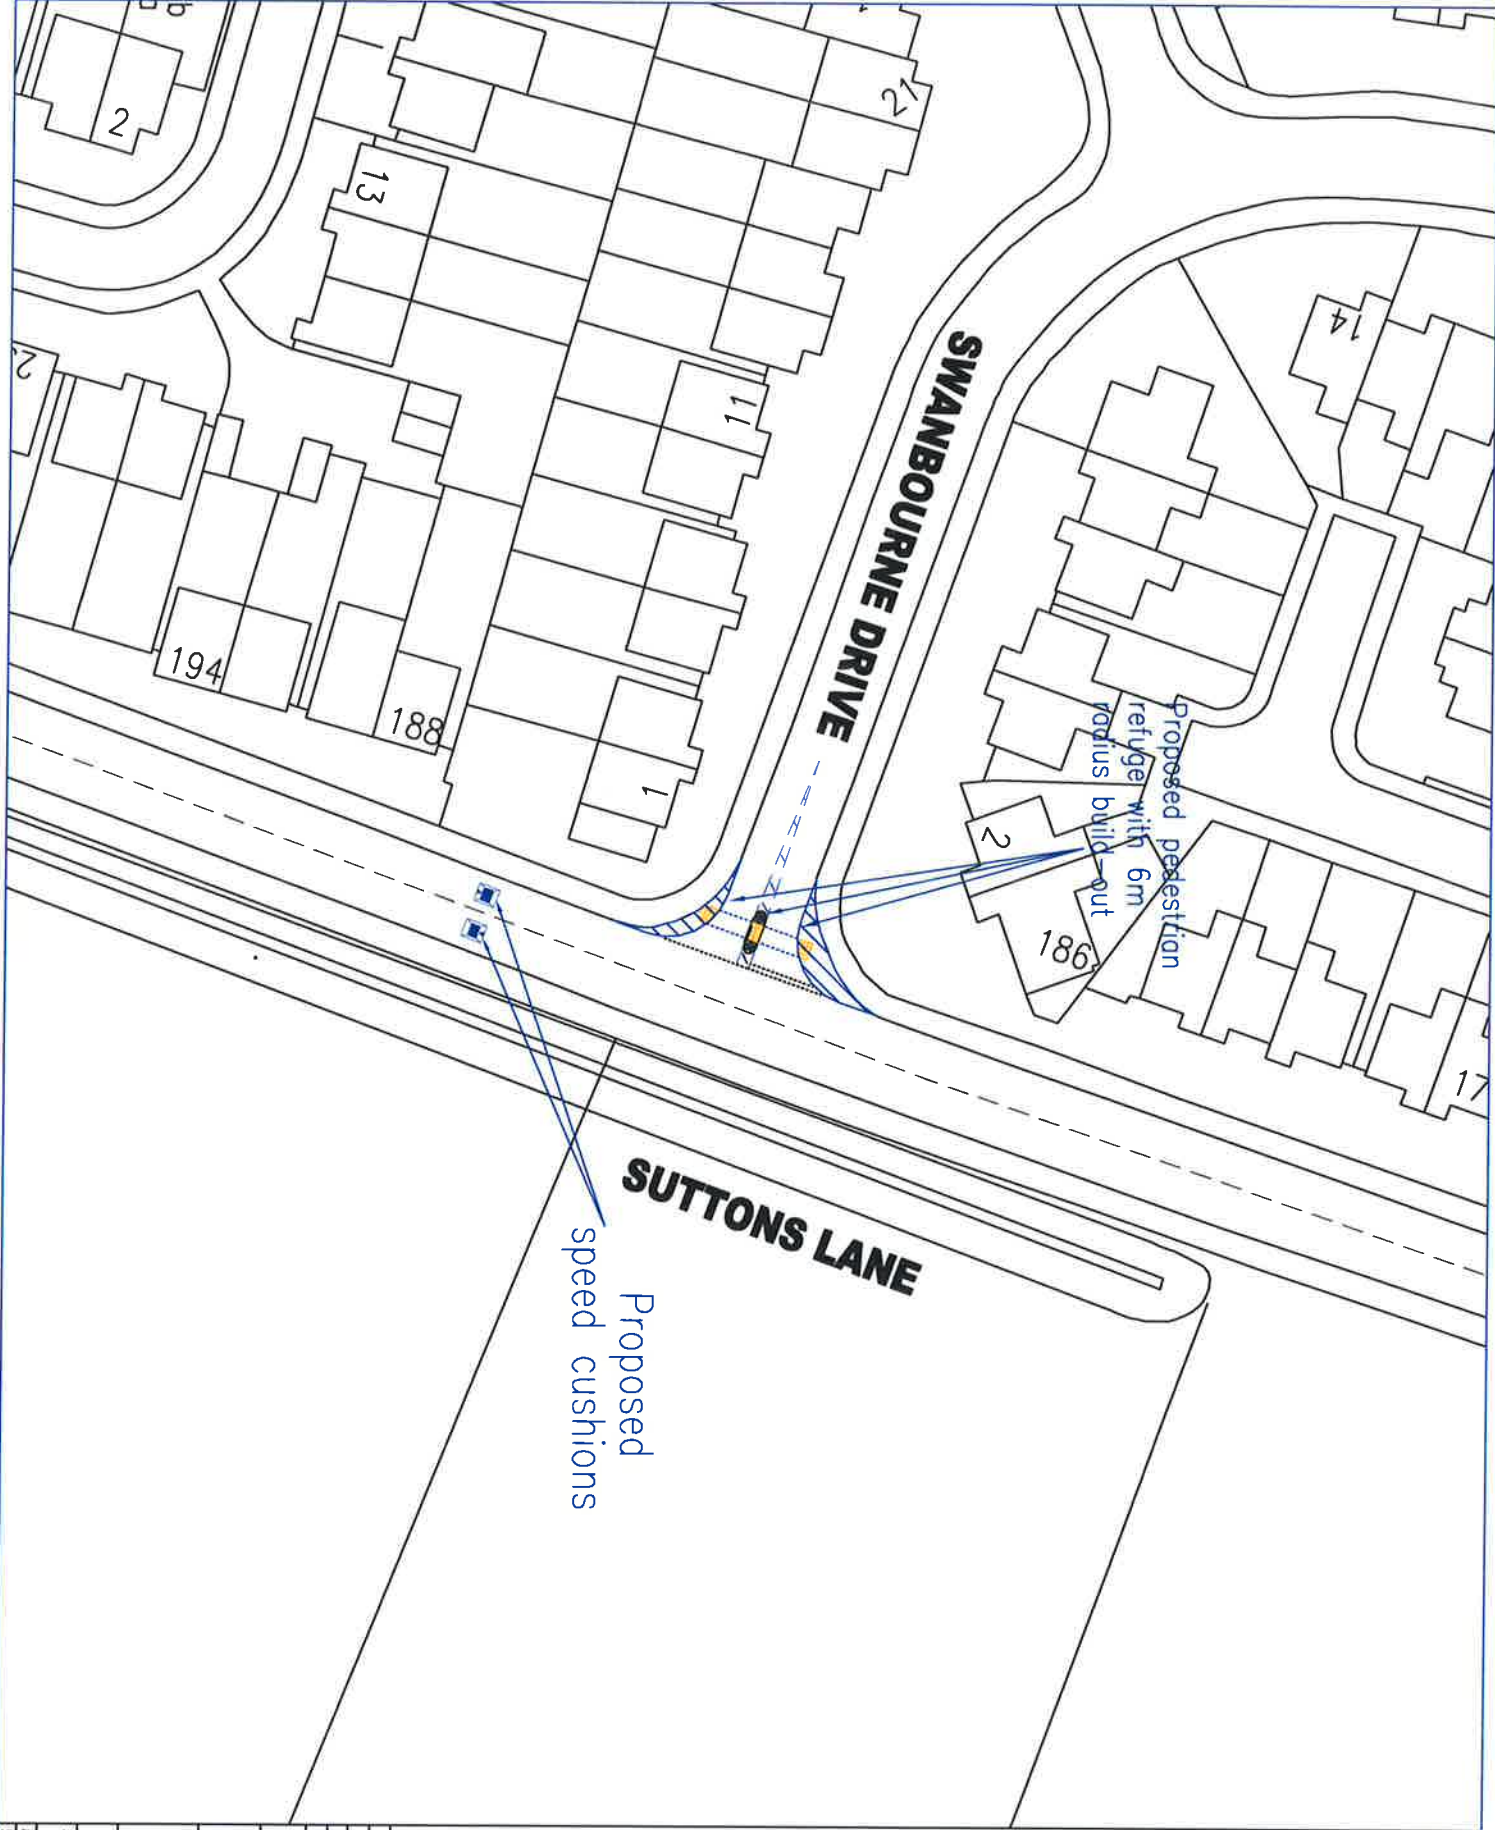 2
21
13
14
11
SWANBOURNE DRIVE
194
188
1
Proposed pedestrian
refuge with 6m
radius build-out
2
186
17
SUTTONS LANE
Proposed
speed cushions